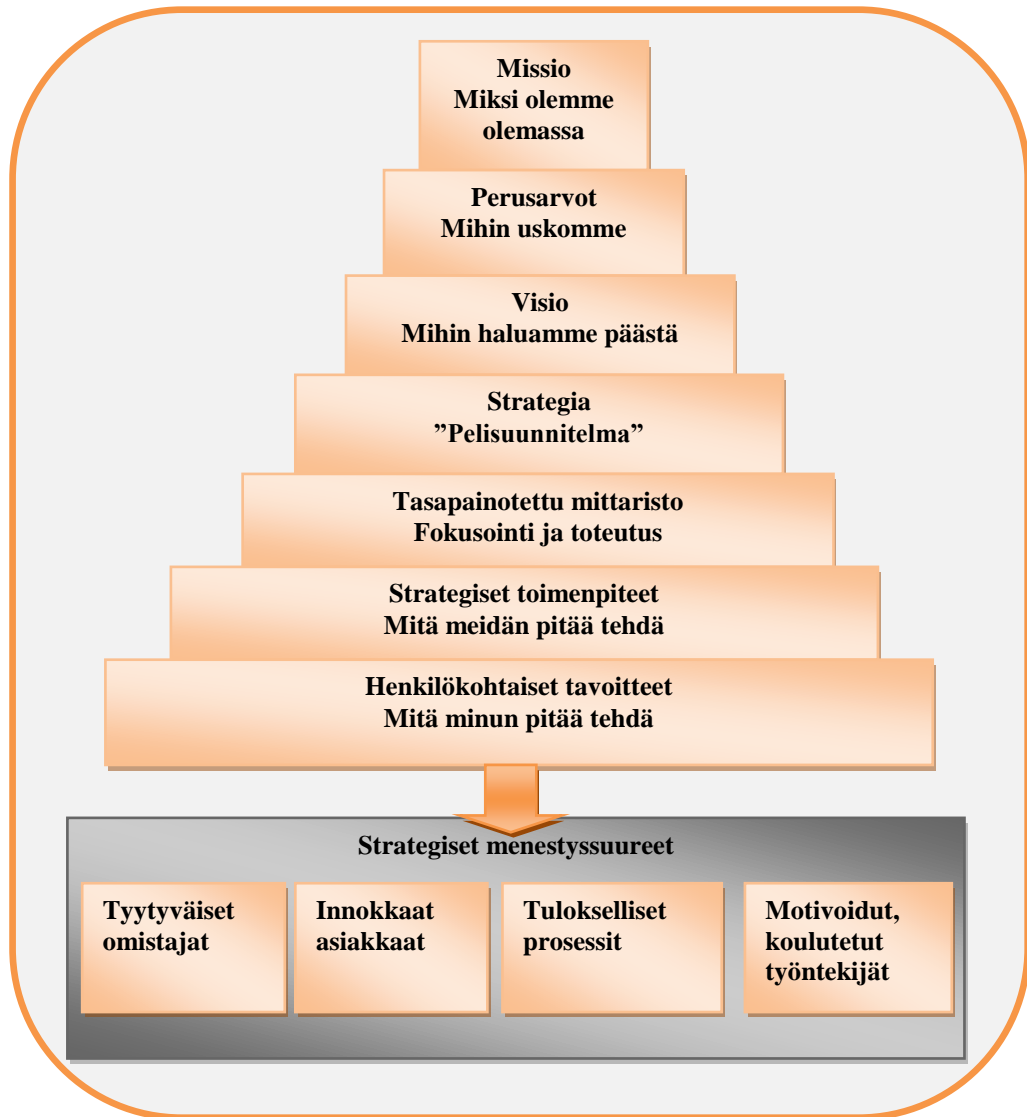 Missio
Miksi olemme
olemassa
Perusarvot
Mihin uskomme
Visio
Mihin haluamme päästä
Strategia
”Pelisuunnitelma”
Tasapainotettu mittaristo
Fokusointi ja toteutus
Strategiset toimenpiteet
Mitä meidän pitää tehdä
Henkilökohtaiset tavoitteet
Mitä minun pitää tehdä
Strategiset menestyssuureet
Tyytyväiset
omistajat
Innokkaat
asiakkaat
Tulokselliset
prosessit
Motivoidut,
koulutetut
työntekijät